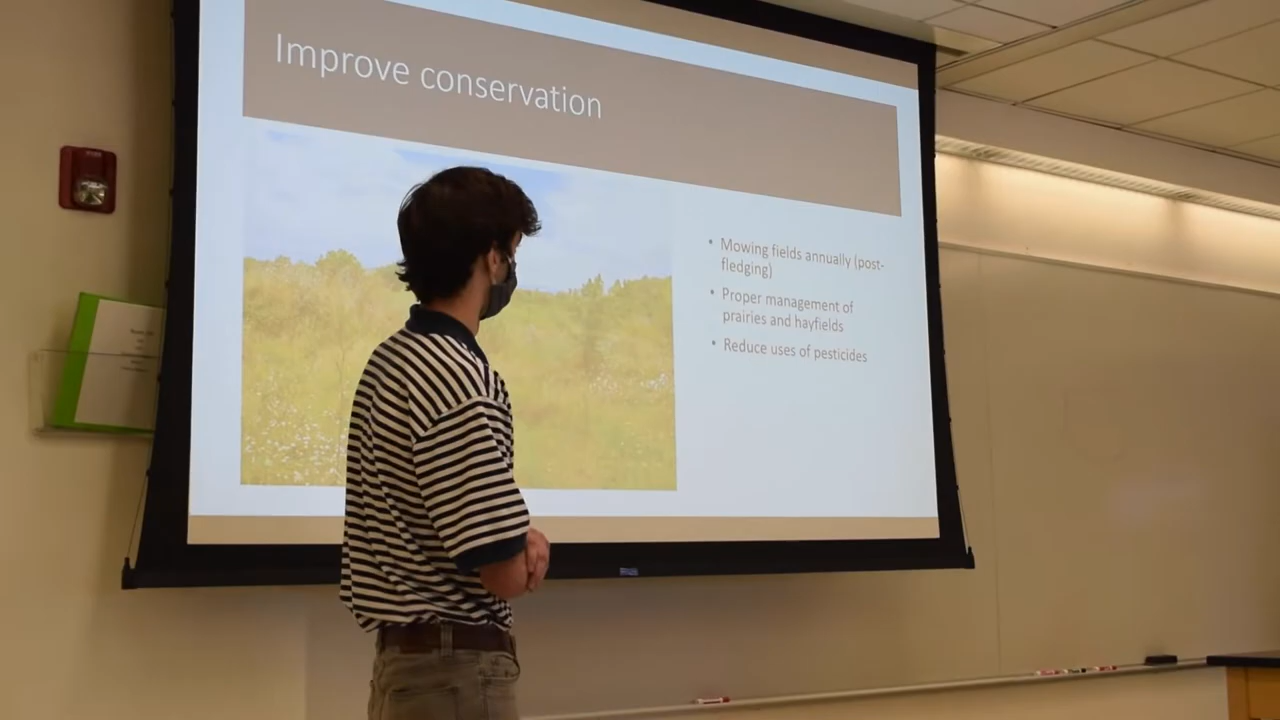 Improve conservation
• Mowing fields annually (post-
fledging)
• Proper management of
prairies and hayfields
• Reduce uses of pesticides